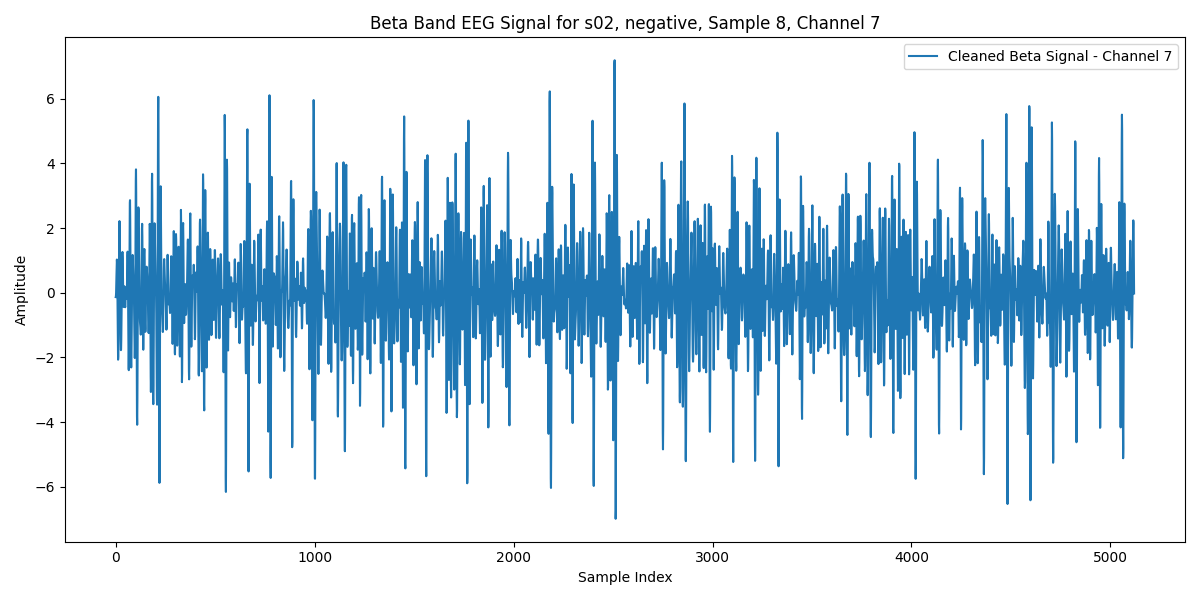 Beta Band EEG Signal for s02, negative, Sample 8, Channel 7
Cleaned Beta Signal - Channel 7
Amplitude
6
4
2
0
−2
−4
−6
0 1000 2000 3000 4000 5000
Sample Index